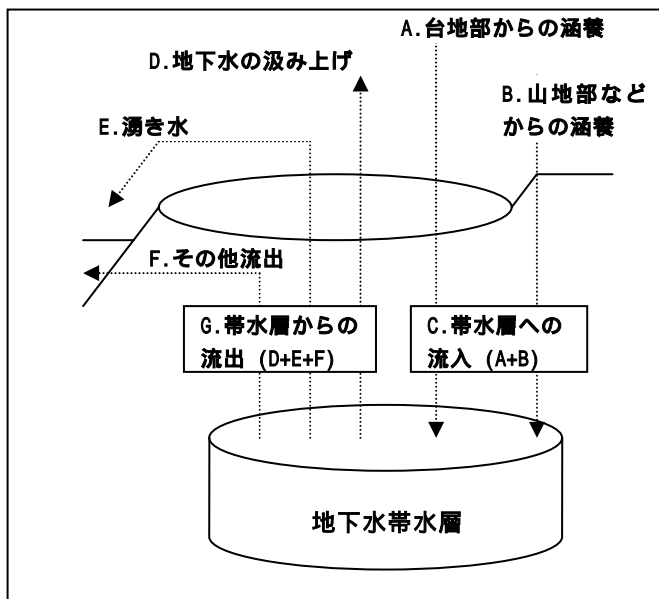 A.台地部からの涵養
D.地下水の汲み上げ
B.山地部など
からの涵養
E.湧き水
F.その他流出
G.帯水層からの
流出 (D+E+F)
C.帯水層への
流入 (A+B)
地下水帯水層